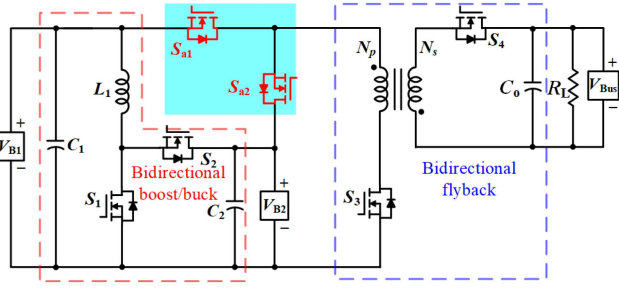 Sa1
Np
Ns
S4
L1
Sa2
Co
RL
VBus
+
−
VB1
+
−
C1
S2
Bidirectional
boost/buck
S1
C2
VB2
+
−
S3
Bidirectional
flyback